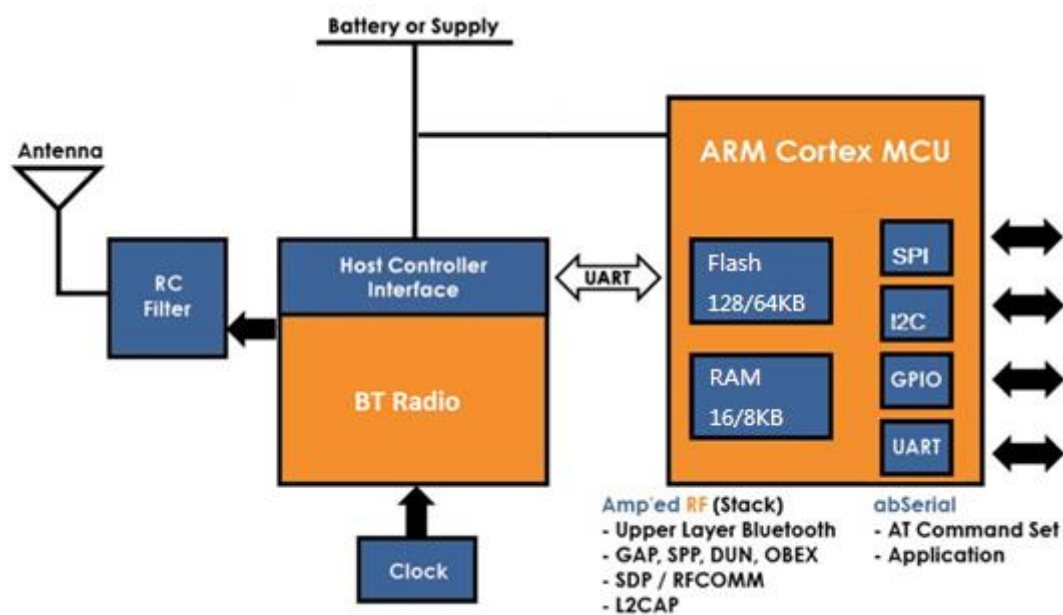 Battery or Supply
Antenna
RC
Filter
Host Controller
Interface
BT Radio
Clock
UART
ARM Cortex MCU
Flash
128/64KB
RAM
16/8KB
SPI
I2C
GPIO
UART
Amp'ed RF (Stack)
- Upper Layer Bluetooth
- GAP, SPP, DUN, OBEX
- SDP / RFCOMM
- L2CAP
abSerial
- AT Command Set
- Application